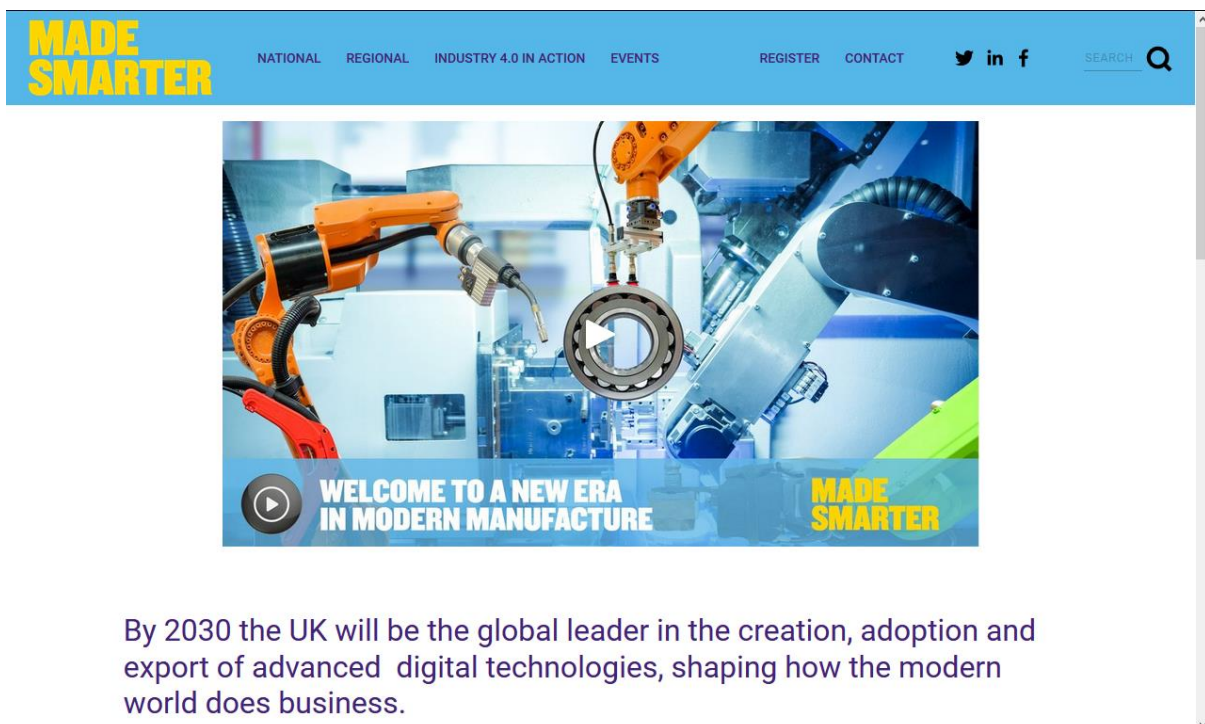 MADE
SMARTER
NATIONAL REGIONAL INDUSTRY 4.0 IN ACTION EVENTS REGISTER CONTACT SEARCH
WELCOME TO A NEW ERA
IN MODERN MANUFACTURE
MADE
SMARTER
By 2030 the UK will be the global leader in the creation, adoption and
export of advanced digital technologies, shaping how the modern
world does business.